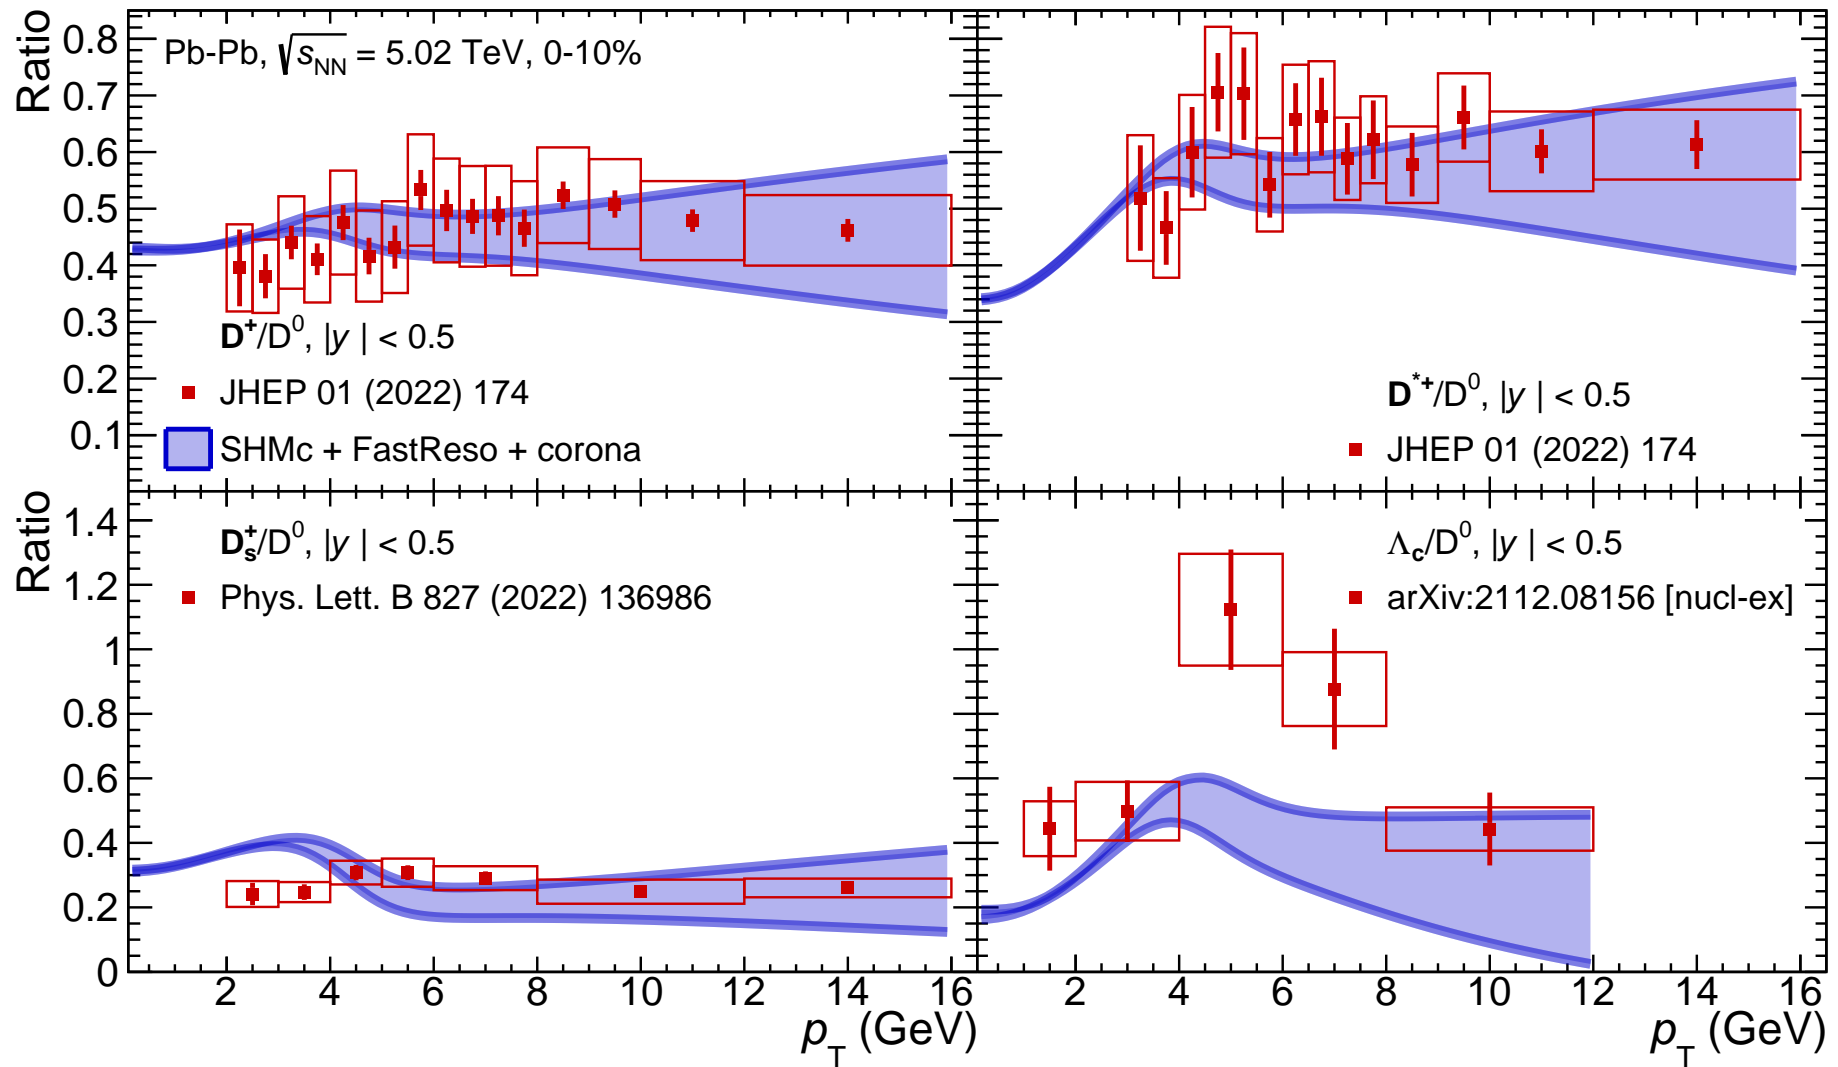 Ratio
0.8
0.7
0.6
0.5
0.4
0.3
0.2
0.1
Pb-Pb, √sNN = 5.02 TeV, 0-10%
D+/D0, |y | < 0.5
JHEP 01 (2022) 174
SHMc + FastReso + corona
D*+/D0, |y | < 0.5
JHEP 01 (2022) 174
Ratio
1.4
1.2
1
0.8
0.6
0.4
0.2
0
Ds+/D0, |y | < 0.5
Phys. Lett. B 827 (2022) 136986
Λc/D0, |y | < 0.5
arXiv:2112.08156 [nucl-ex]
2 4 6 8 10 12 14
pT (GeV)
2 4 6 8 10 12 14 16
pT (GeV)